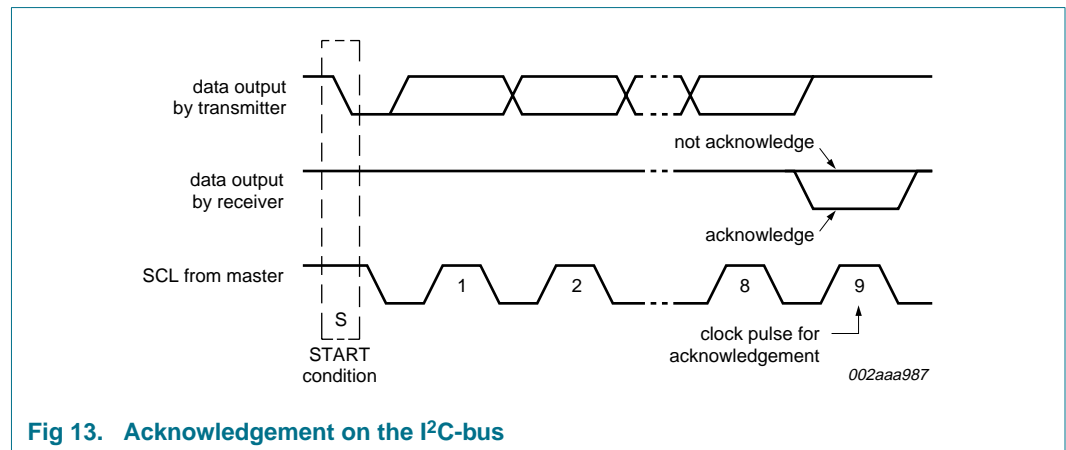 data output
by transmitter
not acknowledge
data output
by receiver
acknowledge
SCL from master
1
2
8
9
S
START
condition
clock pulse for
acknowledgement
002aaa987
Fig 13. Acknowledgement on the I²C-bus